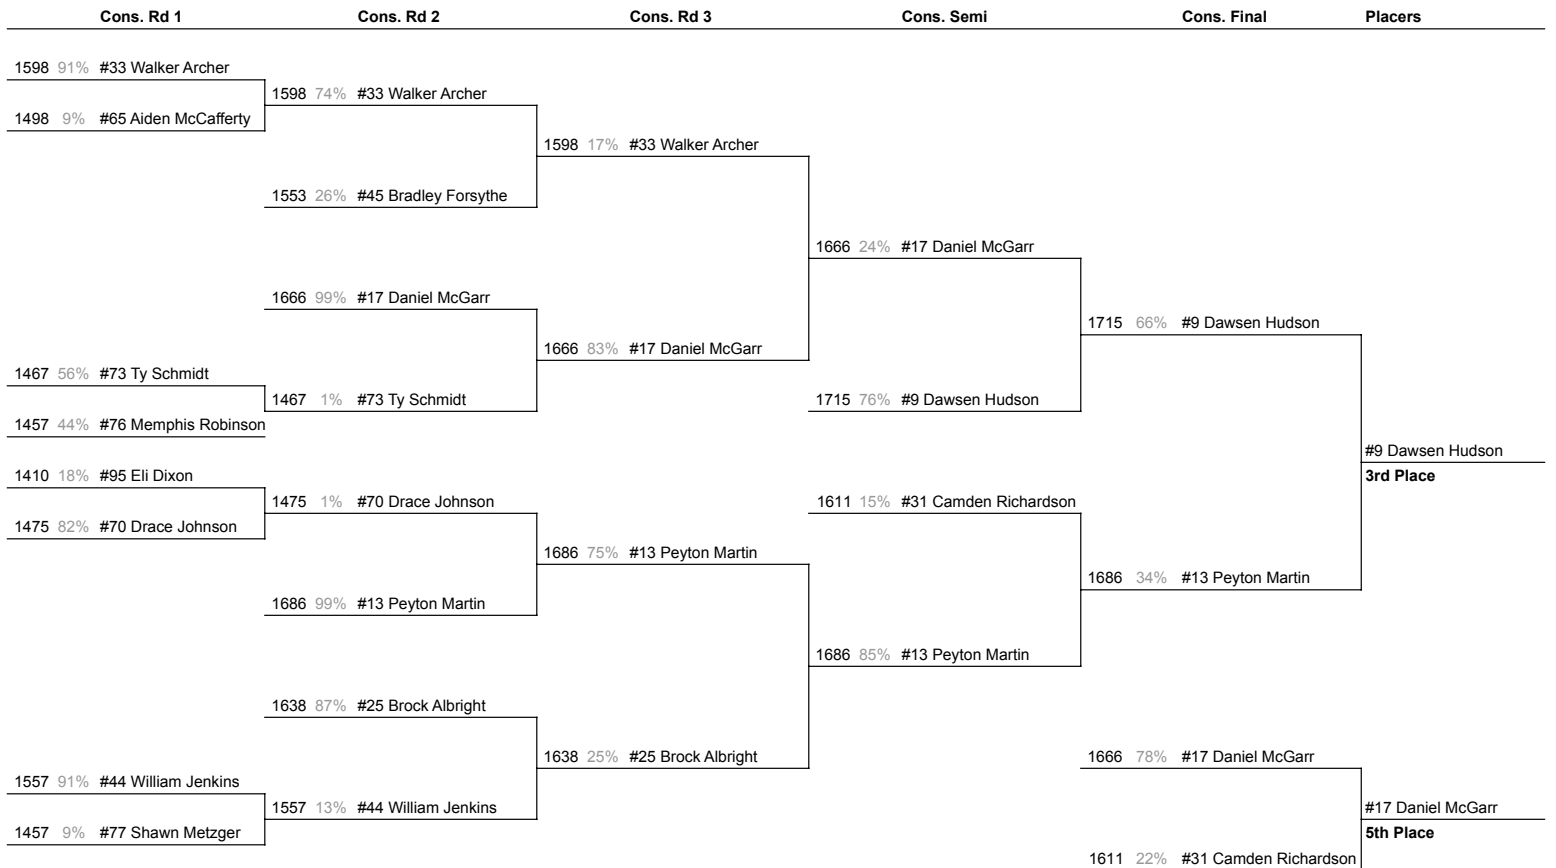 Cons. Rd 1 Cons. Rd 2 Cons. Rd 3 Cons. Semi Cons. Final Placers
1598 91% #33 Walker Archer
1598 74% #33 Walker Archer
1498 9% #65 Aiden McCafferty
1598 17% #33 Walker Archer
1553 26% #45 Bradley Forsythe
1666 24% #17 Daniel McGarr
1666 99% #17 Daniel McGarr
1715 66% #9 Dawsen Hudson
1666 83% #17 Daniel McGarr
1467 56% #73 Ty Schmidt
1467 1% #73 Ty Schmidt 1715 76% #9 Dawsen Hudson
1457 44% #76 Memphis Robinson
#9 Dawsen Hudson
1410 18% #95 Eli Dixon 3rd Place
1475 1% #70 Drace Johnson 1611 15% #31 Camden Richardson
1475 82% #70 Drace Johnson
1686 75% #13 Peyton Martin
1686 34% #13 Peyton Martin
1686 99% #13 Peyton Martin
1686 85% #13 Peyton Martin
1638 87% #25 Brock Albright
1638 25% #25 Brock Albright 1666 78% #17 Daniel McGarr
1557 91% #44 William Jenkins
1557 13% #44 William Jenkins #17 Daniel McGarr
1457 9% #77 Shawn Metzger 5th Place
1611 22% #31 Camden Richardson